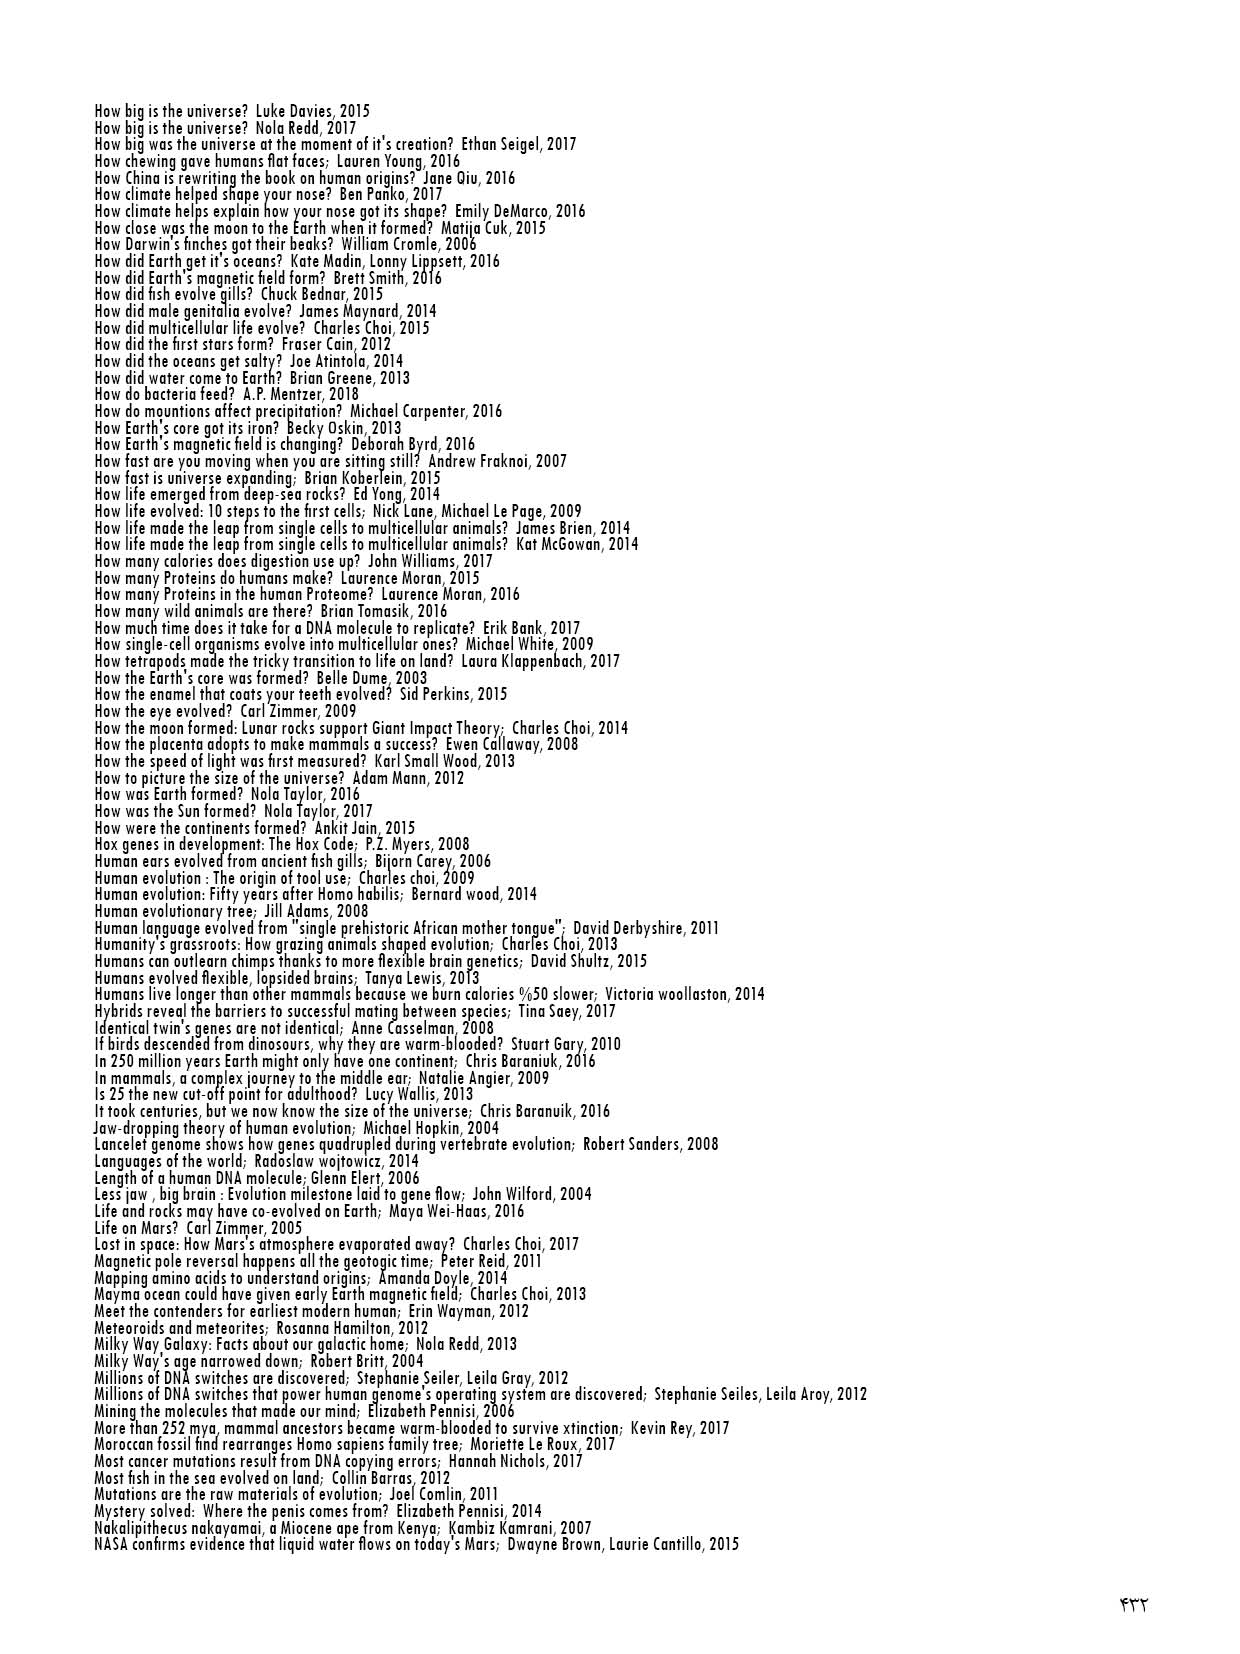 How big is the universe?  Luke Davies, 2015
How big is the universe?  Nola Redd, 2017
How big was the universe at the moment of it's creation?  Ethan Seigel, 2017
How chewing gave humans flat faces;  Lauren Young, 2016
How China is rewriting the book on human origins?  Jane Qiu, 2016
How climate helped shape your nose?  Ben Panko, 2017
How climate helps explain how your nose got its shape?  Emily DeMarco, 2016
How close was the moon to the Earth when it formed?  Matija Cuk, 2015
How Darwin's finches got their beaks?  William Cromle, 2006
How did Earth get it's oceans?  Kate Madin, Lonny Lippsett, 2016
How did Earth's magnetic field form?  Brett Smith, 2016
How did fish evolve gills?  Chuck Bednar, 2015
How did male genitalia evolve?  James Maynard, 2014
How did multicellular life evolve?  Charles Choi, 2015
How did the first stars form?  Fraser Cain, 2012
How did the oceans get salty?  Joe Atintola, 2014
How did water come to Earth?  Brian Greene, 2013
How do bacteria feed?  A.P. Mentzer, 2018
How do mountions affect precipitation?  Michael Carpenter, 2016
How Earth's core got its iron?  Becky Oskin, 2013
How Earth's magnetic field is changing?  Deborah Byrd, 2016
How fast are you moving when you are sitting still?  Andrew Fraknoi, 2007
How fast is universe expanding;  Brian Koberlein, 2015
How life emerged from deep-sea rocks?  Ed Yong, 2014
How life evolved: 10 steps to the first cells;  Nick Lane, Michael Le Page, 2009
How life made the leap from single cells to multicellular animals?  James Brien, 2014
How life made the leap from single cells to multicellular animals?  Kat McGowan, 2014
How many calories does digestion use up?  John Williams, 2017
How many Proteins do humans make?  Laurence Moran, 2015
How many Proteins in the human Proteome?  Laurence Moran, 2016
How many wild animals are there?  Brian Tomasik, 2016
How much time does it take for a DNA molecule to replicate?  Erik Bank, 2017
How single-cell organisms evolve into multicellular ones?  Michael White, 2009
How tetrapods made the tricky transition to life on land?  Laura Klappenbach, 2017
How the Earth's core was formed?  Belle Dume, 2003
How the enamel that coats your teeth evolved?  Sid Perkins, 2015
How the eye evolved?  Carl Zimmer, 2009
How the moon formed: Lunar rocks support Giant Impact Theory;  Charles Choi, 2014
How the placenta adopts to make mammals a success?  Ewen Callaway, 2008
How the speed of light was first measured?  Karl Small Wood, 2013
How to picture the size of the universe?  Adam Mann, 2012
How was Earth formed?  Nola Taylor, 2016
How was the Sun formed?  Nola Taylor, 2017
How were the continents formed?  Ankit Jain, 2015
Hox genes in development: The Hox Code;  P.Z. Myers, 2008
Human ears evolved from ancient fish gills;  Bijorn Carey, 2006
Human evolution : The origin of tool use;  Charles choi, 2009
Human evolution: Fifty years after Homo habilis;  Bernard wood, 2014
Human evolutionary tree;  Jill Adams, 2008
Human language evolved from "single prehistoric African mother tongue";  David Derbyshire, 2011
Humanity's grassroots: How grazing animals shaped evolution;  Charles Choi, 2013
Humans can outlearn chimps thanks to more flexible brain genetics;  David Shultz, 2015
Humans evolved flexible, lopsided brains;  Tanya Lewis, 2013
Humans live longer than other mammals because we burn calories %50 slower;  Victoria woollaston, 2014
Hybrids reveal the barriers to successful mating between species;  Tina Saey, 2017
Identical twin's genes are not identical;  Anne Casselman, 2008
If birds descended from dinosours, why they are warm-blooded?  Stuart Gary, 2010
In 250 million years Earth might only have one continent;  Chris Baraniuk, 2016
In mammals, a complex journey to the middle ear;  Natalie Angier, 2009
Is 25 the new cut-off point for adulthood?  Lucy Wallis, 2013
It took centuries, but we now know the size of the universe;  Chris Baranuik, 2016
Jaw-dropping theory of human evolution;  Michael Hopkin, 2004
Lancelet genome shows how genes quadrupled during vertebrate evolution;  Robert Sanders, 2008
Languages of the world;  Radoslaw wojtowicz, 2014
Length of a human DNA molecule; Glenn Elert, 2006
Less jaw , big brain : Evolution milestone laid to gene flow;  John Wilford, 2004
Life and rocks may have co-evolved on Earth;  Maya Wei-Haas, 2016
Life on Mars?  Carl Zimmer, 2005
Lost in space: How Mars's atmosphere evaporated away?  Charles Choi, 2017
Magnetic pole reversal happens all the geotogic time;  Peter Reid, 2011
Mapping amino acids to understand origins;  Amanda Doyle, 2014
Mayma ocean could have given early Earth magnetic field;  Charles Choi, 2013
Meet the contenders for earliest modern human;  Erin Wayman, 2012
Meteoroids and meteorites;  Rosanna Hamilton, 2012
Milky Way Galaxy: Facts about our galactic home;  Nola Redd, 2013
Milky Way's age narrowed down;  Robert Britt, 2004
Millions of DNA switches are discovered;  Stephanie Seiler, Leila Gray, 2012
Millions of DNA switches that power human genome's operating system are discovered;  Stephanie Seiles, Leila Aroy, 2012
Mining the molecules that made our mind;  Elizabeth Pennisi, 2006
More than 252 mya, mammal ancestors became warm-blooded to survive xtinction;  Kevin Rey, 2017
Moroccan fossil find rearranges Homo sapiens family tree;  Moriette Le Roux, 2017
Most cancer mutations result from DNA copying errors;  Hannah Nichols, 2017
Most fish in the sea evolved on land;  Collin Barras, 2012
Mutations are the raw materials of evolution;  Joel Comlin, 2011
Mystery solved:  Where the penis comes from?  Elizabeth Pennisi, 2014
Nakalipithecus nakayamai, a Miocene ape from Kenya;  Kambiz Kamrani, 2007
NASA confirms evidence that liquid water flows on today's Mars;  Dwayne Brown, Laurie Cantillo, 2015
۴۳۲